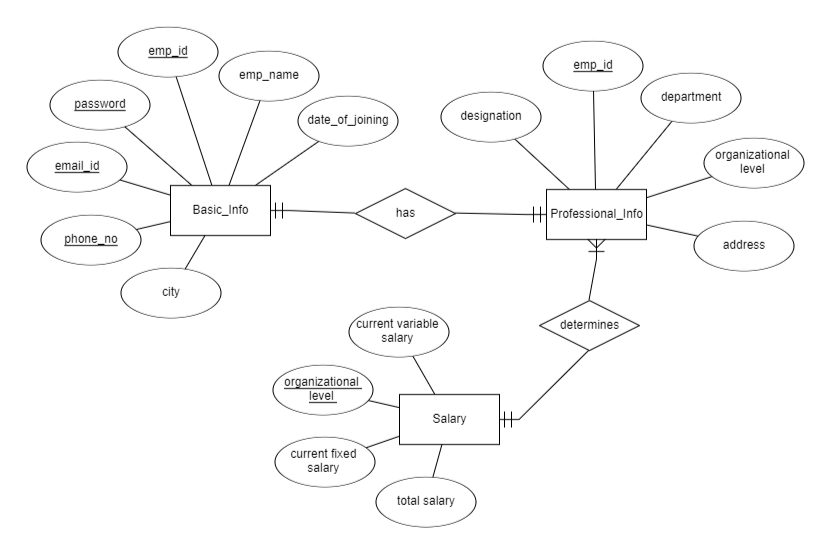 emp_id
emp_name
password
date_of_joining
email_id
Basic_Info
phone_no
city
has
emp_id
department
designation
organizational
level
Professional_Info
address
determines
current variable
salary
organizational
level
Salary
current fixed
salary
total salary